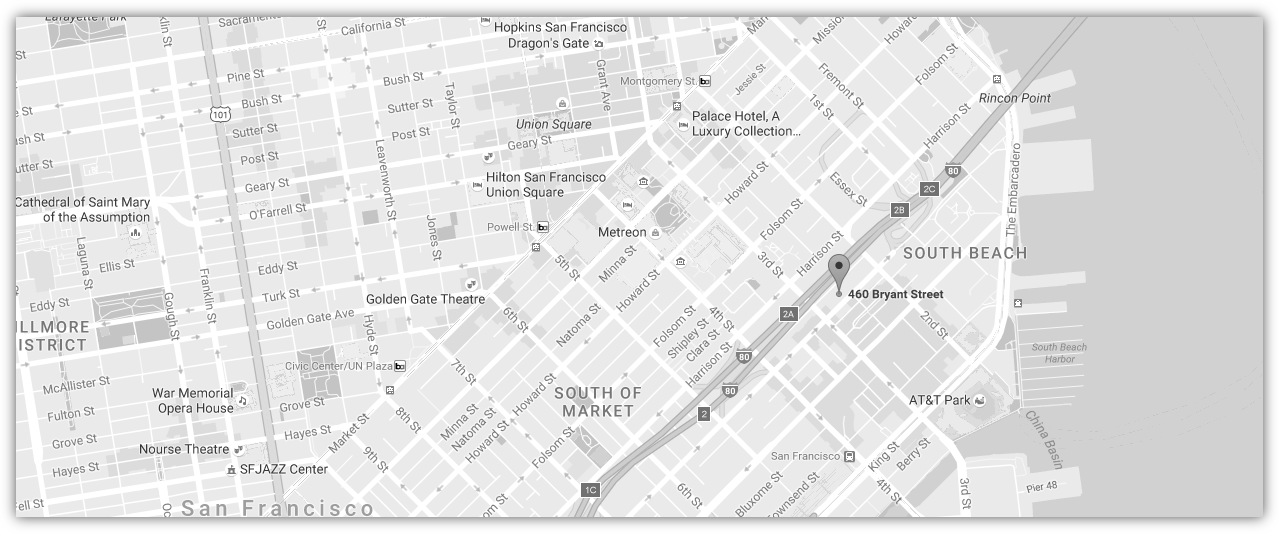 Lafayette Park
Sacramento
California St
Hopkins San Francisco
Dragon's Gate
Grant Ave
Market
Mission
Howard
Folsom St
Montgomery St.
Jessie St
Fremont St
1st St
Rincon Point
Pine St
Bush St
Bush St
Taylor St
Sutter St
Post St
Union Square
Geary St
Palace Hotel, A
Luxury Collection...
Harrison St
101
Sutter St
Post St
Geary St
O'Farrell St
Leavenworth St
Hilton San Francisco
Union Square
Howard St
Essex St
80
2C
2B
The Embarcadero
Cathedral of Saint Mary
of the Assumption
Jones St
Powell St.
Metreon
Folsom St
Harrison St
SOUTH BEACH
Laguna St
Ellis St
Eddy St
Franklin St
Gough St
Eddy St
Turk St
Golden Gate Ave
Golden Gate Theatre
5th St
Minna St
Howard St
3rd St
460 Bryant Street
ILLMORE
ISTRICT
Hyde St
6th St
Natoma St
Folsom St
Shipley St
Clara St
Harrison St
4th St
2A
2nd St
South Beach
Harbor
80
80
2
McAllister St
Fulton St
Grove St
Hayes St
Civic Center/UN Plaza
War Memorial
Opera House
Grove St
Hayes St
Market St
7th St
8th St
9th St
Minna St
Natoma St
Howard St
Howard St
Folsom St
SOUTH OF
MARKET
AT&T Park
China Basin
Nourse Theatre
SFJAZZ Center
San Francisco
King St
Berry St
Pier 48
ell St
San Francisco
1C
6th St
Bluxome St
Townsend St
4th St
3rd St